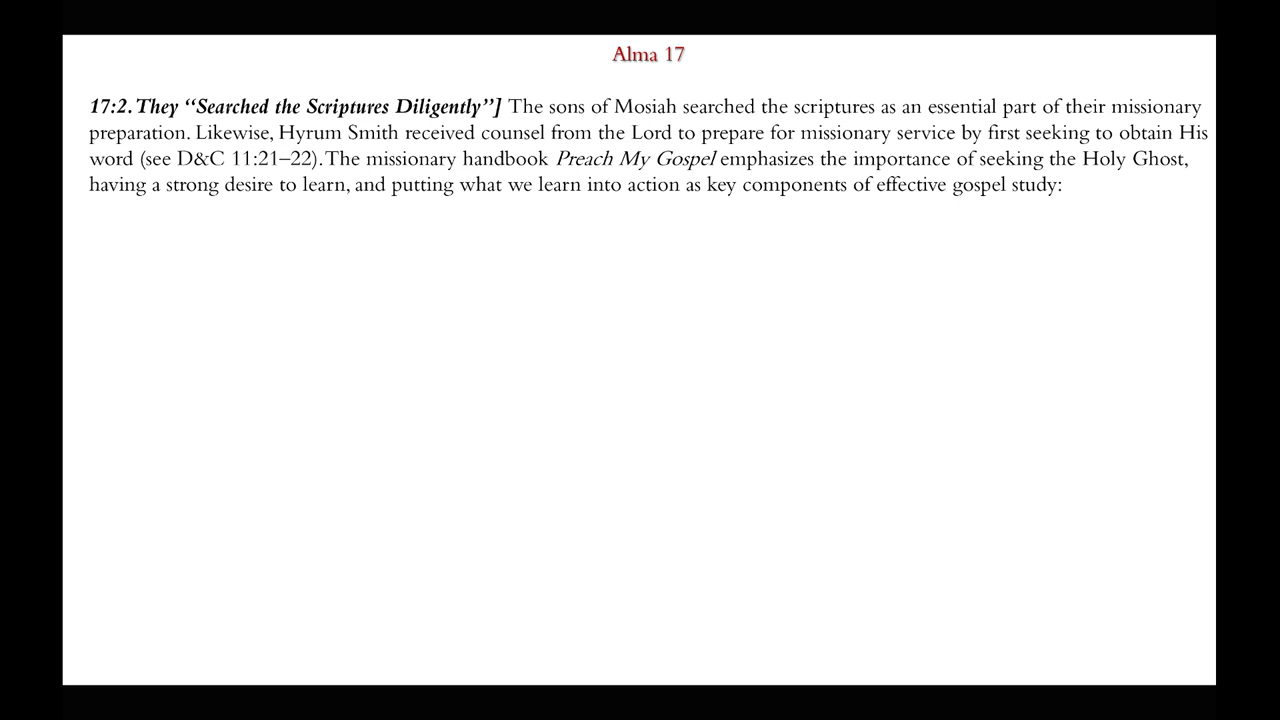 Alma 17
17:2. They “Searched the Scriptures Diligently”] The sons of Mosiah searched the scriptures as an essential part of their missionary
preparation. Likewise, Hyrum Smith received counsel from the Lord to prepare for missionary service by first seeking to obtain His
word (see D&C 11:21–22). The missionary handbook Preach My Gospel emphasizes the importance of seeking the Holy Ghost,
having a strong desire to learn, and putting what we learn into action as key components of effective gospel study: